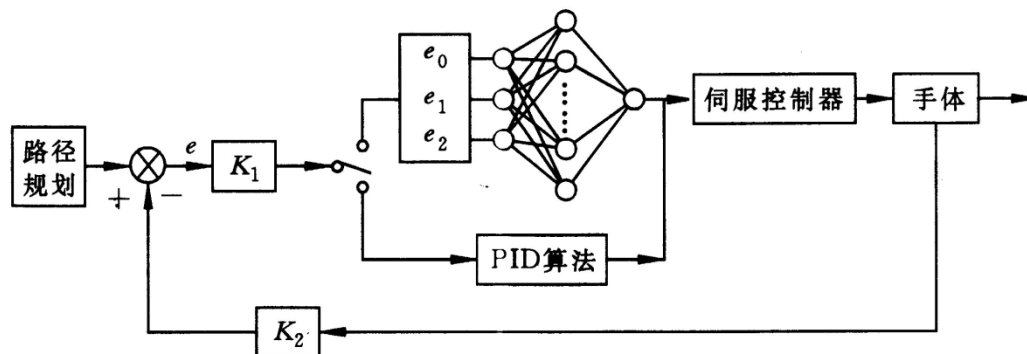 e₀
e₁
e₂
伺服控制器
手体
路径
规划
e
K₁
+
−
PID算法
K₂